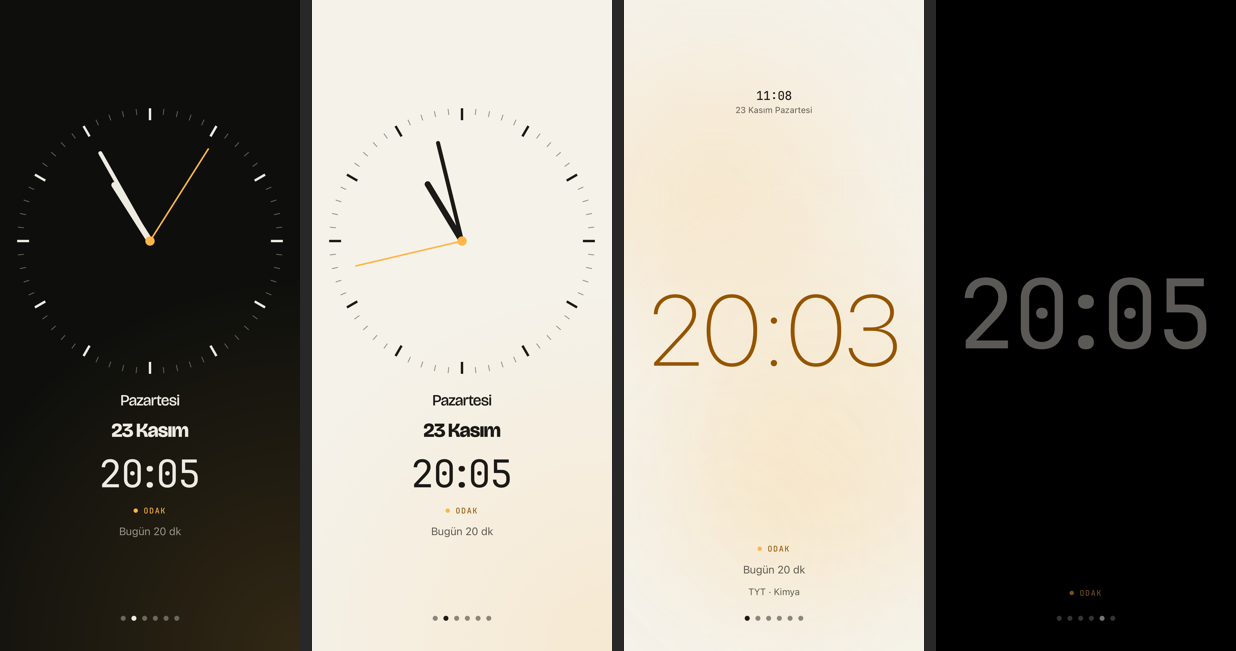 Pazartesi
23 Kasım
20:05
ODAK
Bugün 20 dk
Pazartesi
23 Kasım
20:05
ODAK
Bugün 20 dk
11:08
23 Kasım Pazartesi
20:03
ODAK
Bugün 20 dk
TYT · Kimya
20:05
ODAK